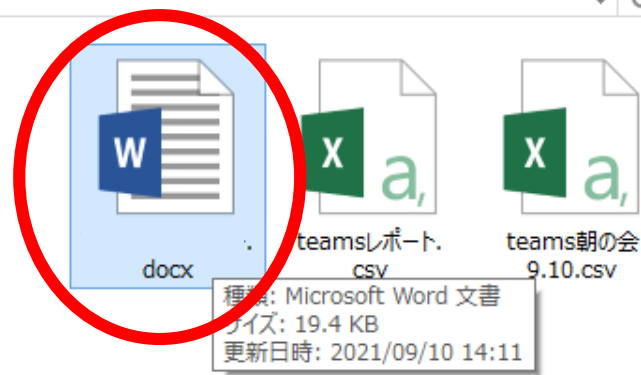 W
X a,
X a,
.
docx
teamsレポート.
csv
teams朝の会
9.10.csv
種類: Microsoft Word 文書
サイズ: 19.4 KB
更新日時: 2021/09/10 14:11